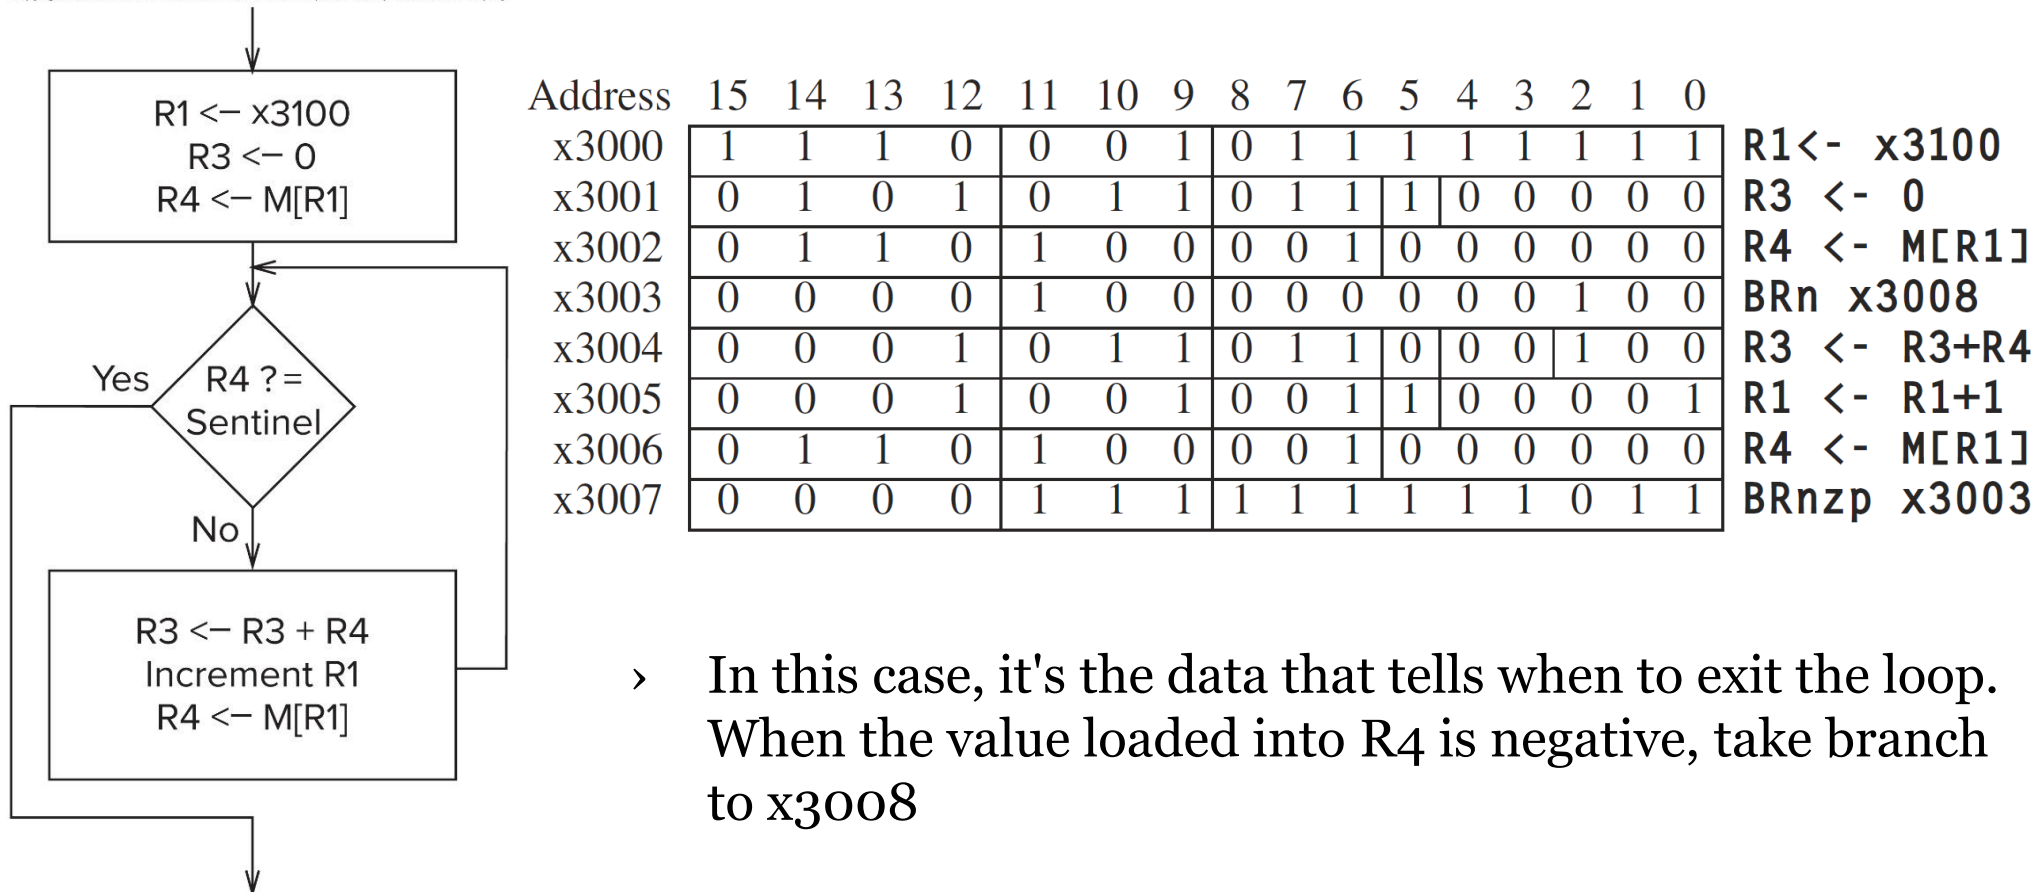 R1 <– x3100
R3 <– 0
R4 <– M[R1]
Yes
R4 ?=
Sentinel
No
R3 <– R3 + R4
Increment R1
R4 <– M[R1]
Address 15 14 13 12 11 10 9 8 7 6 5 4 3 2 1 0
x3000 1 1 1 0 0 0 1 0 1 1 1 1 1 1 1 1 R1<- x3100
x3001 0 1 0 1 0 1 1 0 1 1 1 0 0 0 0 0 R3 <- 0
x3002 0 1 1 0 1 0 0 0 0 1 0 0 0 0 0 0 R4 <- M[R1]
x3003 0 0 0 0 1 0 0 0 0 0 0 0 0 1 0 0 BRn x3008
x3004 0 0 0 1 0 1 1 0 1 1 0 0 0 1 0 0 R3 <- R3+R4
x3005 0 0 0 1 0 0 1 0 0 1 1 0 0 0 0 1 R1 <- R1+1
x3006 0 1 1 0 1 0 0 0 0 1 0 0 0 0 0 0 R4 <- M[R1]
x3007 0 0 0 0 1 1 1 1 1 1 1 1 1 0 1 1 BRnzp x3003
› In this case, it's the data that tells when to exit the loop.
When the value loaded into R4 is negative, take branch
to x3008